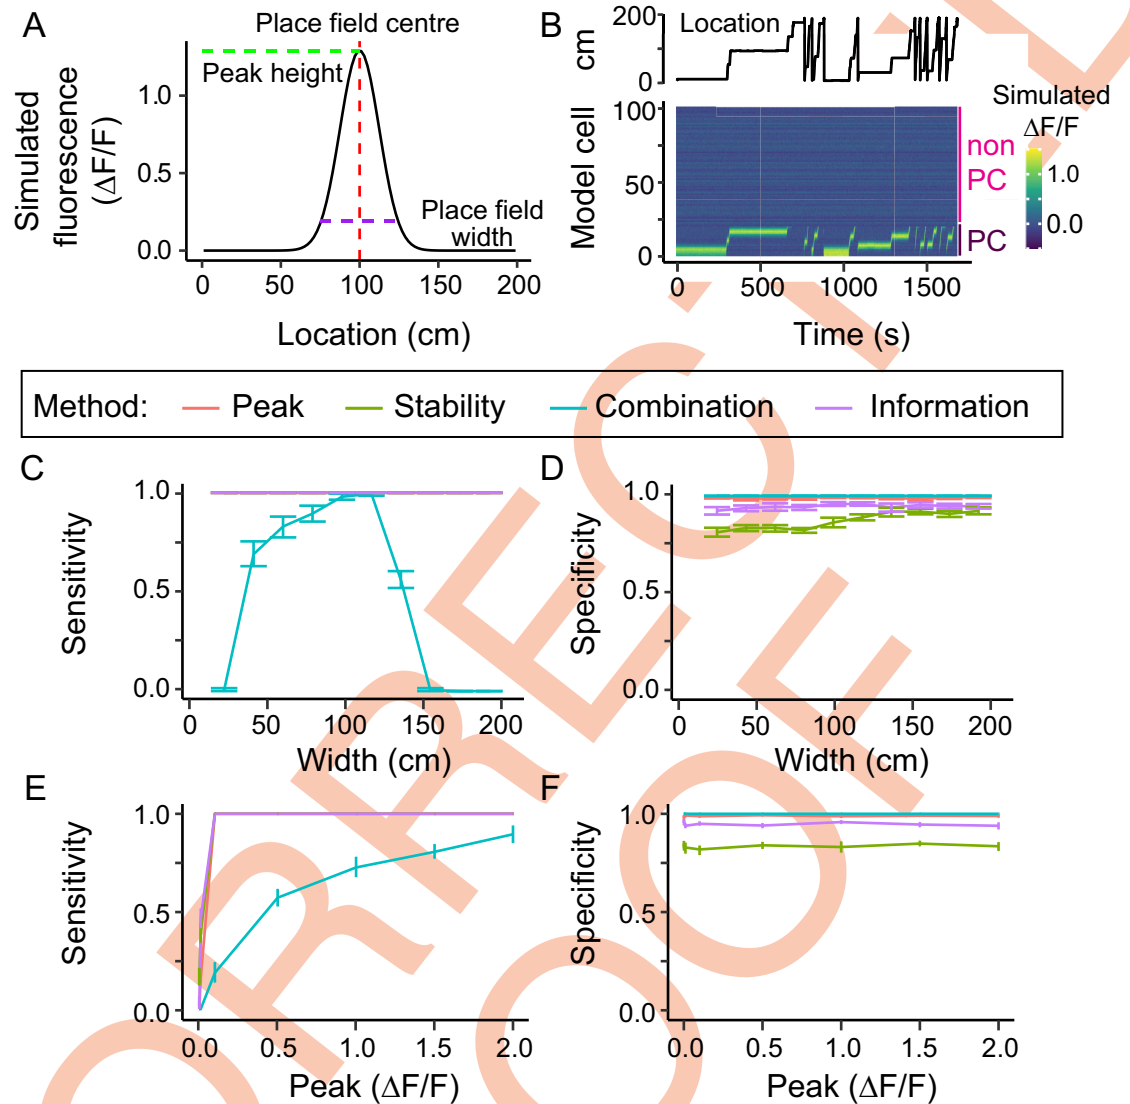 A
Place field centre
Peak height
Place field
width
Simulated
fluorescence
(ΔF/F)
1.0
0.5
0.0
0 50 100 150 200
Location (cm)
B
Location
cm
200
0
Model cell
100
50
0
non
PC
PC
Simulated
ΔF/F
1.0
0.0
0 500 1000 1500
Time (s)
Method: Peak Stability Combination Information
C
Sensitivity
1.0
0.5
0.0
0 50 100 150 200
Width (cm)
D
Specificity
1.0
0.5
0.0
0 50 100 150 200
Width (cm)
E
Sensitivity
1.0
0.5
0.0
0.0 0.5 1.0 1.5 2.0
Peak (ΔF/F)
F
Specificity
1.0
0.5
0.0
0.0 0.5 1.0 1.5 2.0
Peak (ΔF/F)